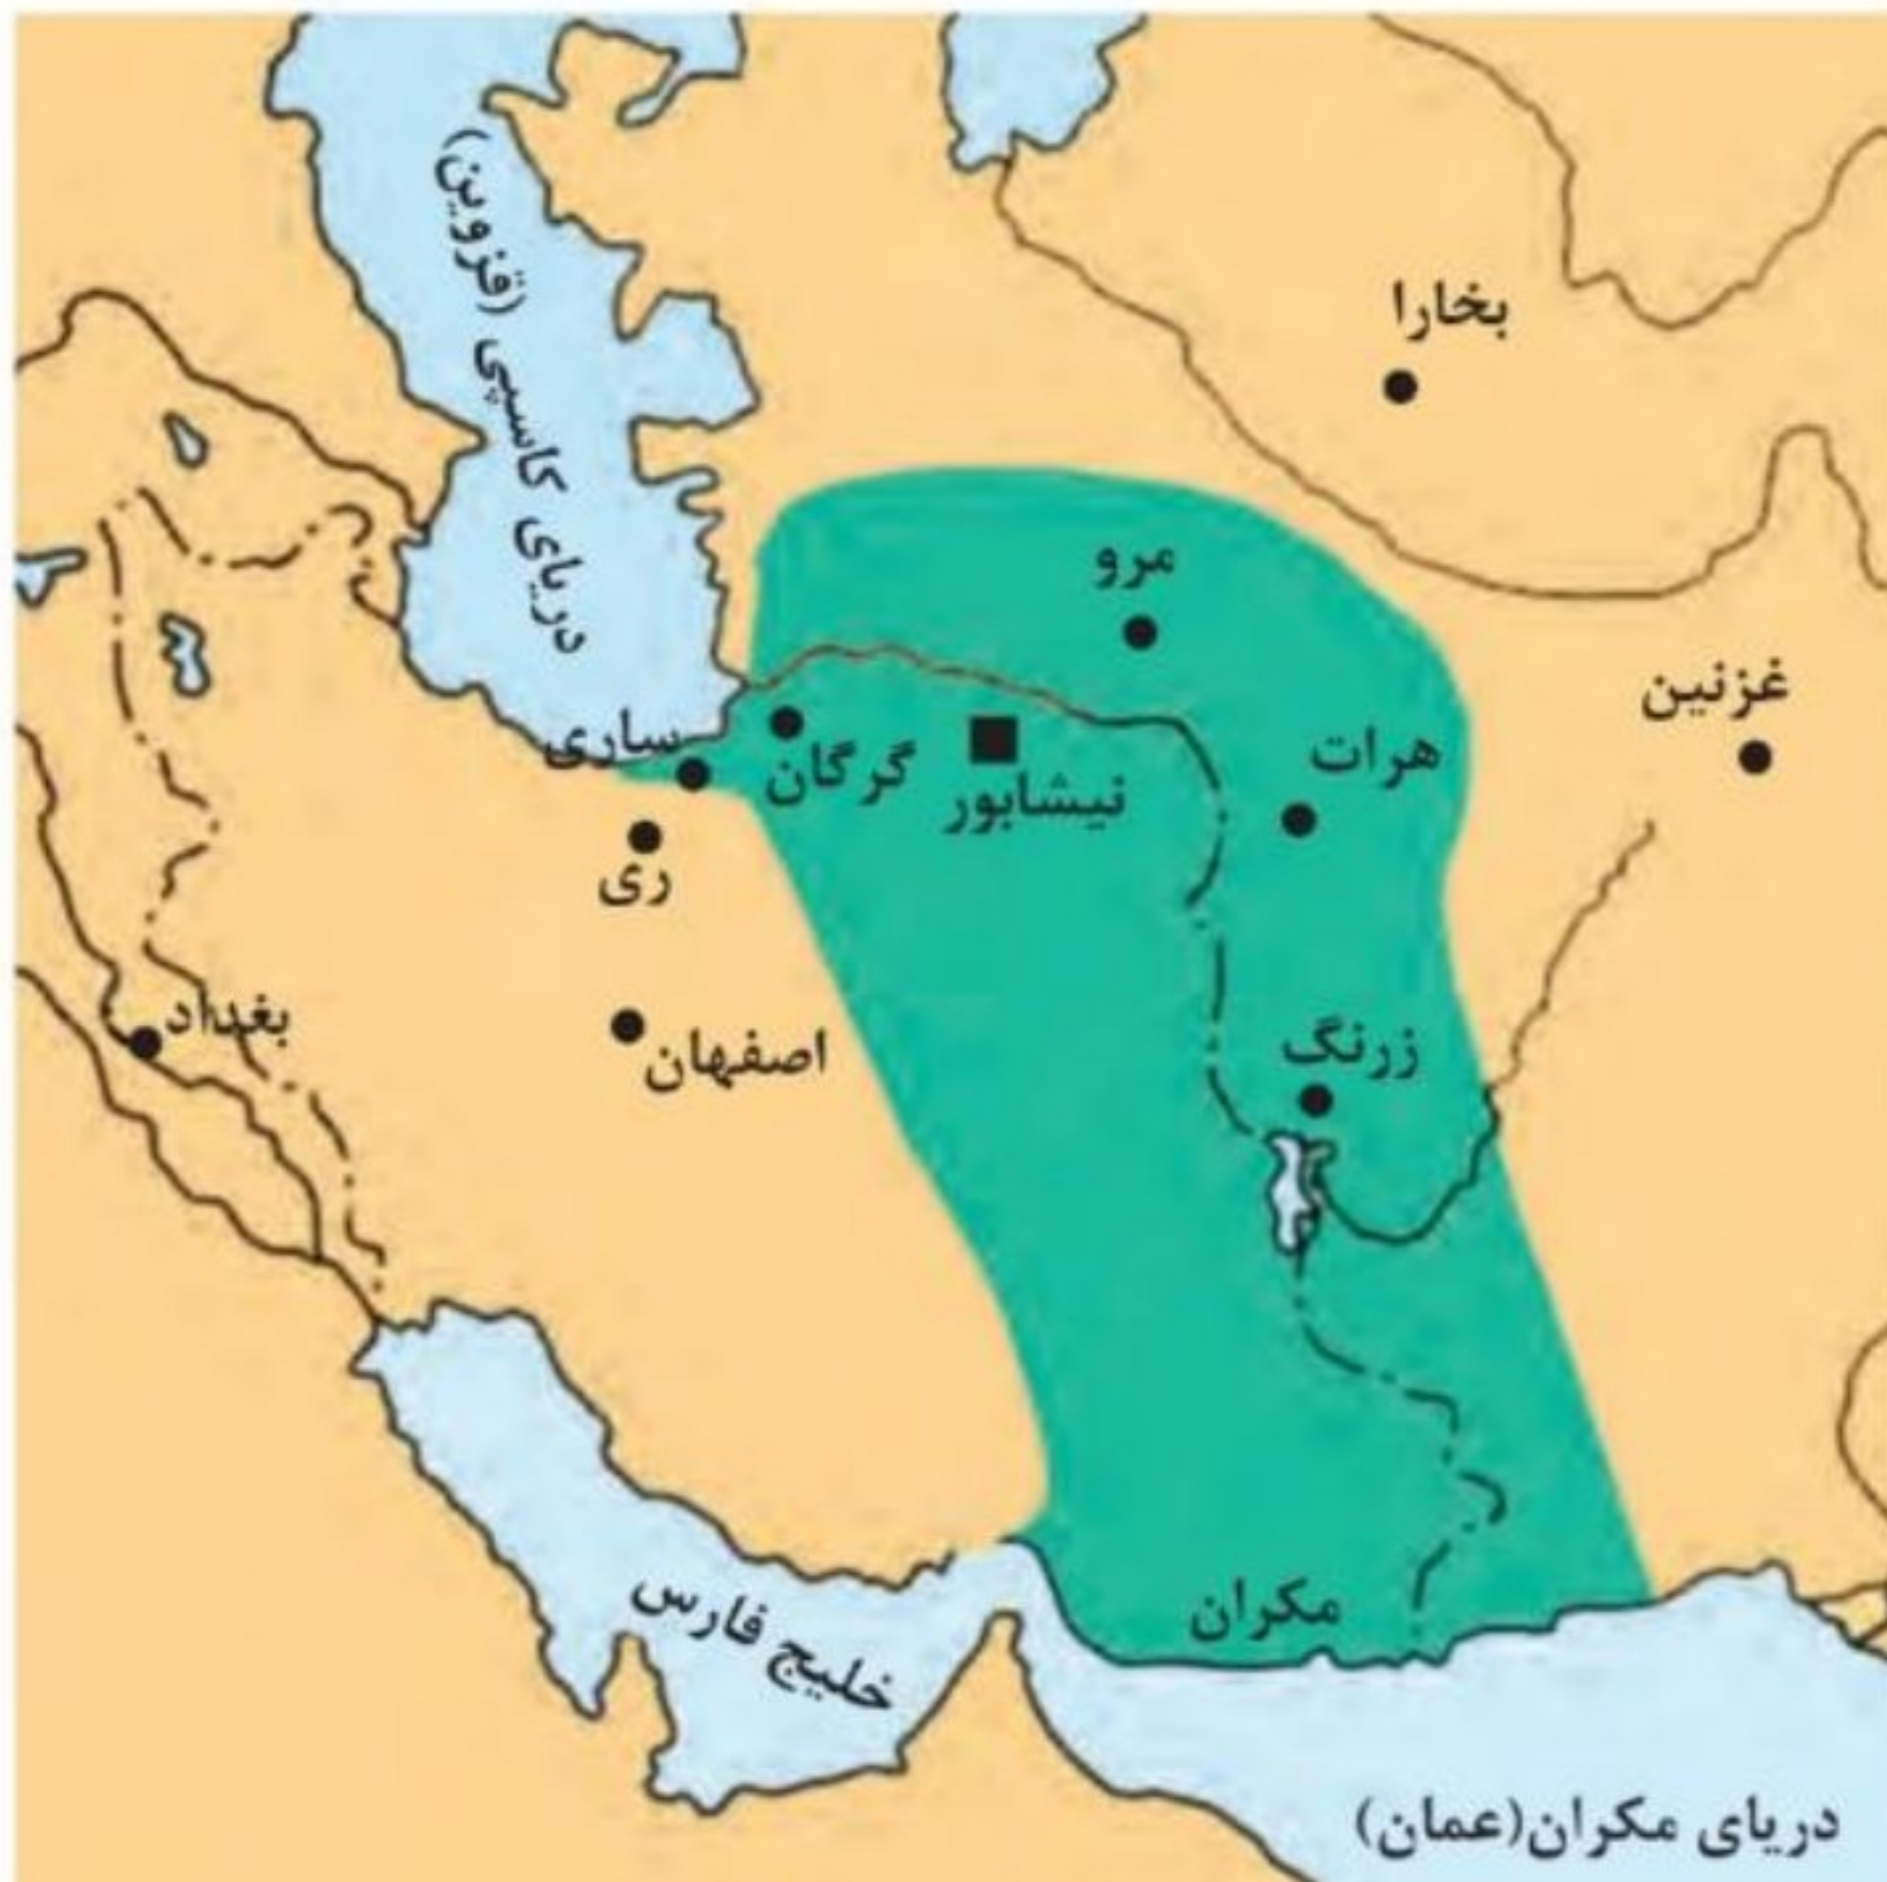 دریای کاسپی (قزوین)
بخارا
مرو
غزنین
هرات
ساری
گرگان
نیشابور
ری
زرنگ
بغداد
اصفهان
مکران
خلیج فارس
دریای مکران(عمان)